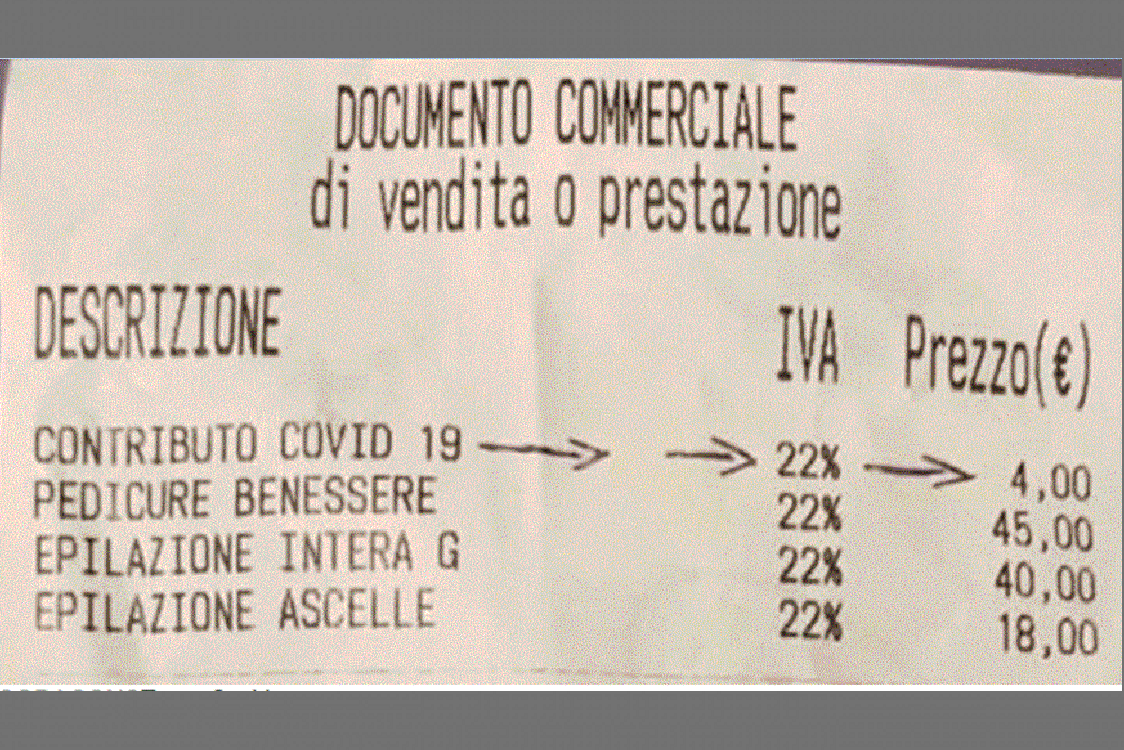 DOCUMENTO COMMERCIALE
di vendita o prestazione
DESCRIZIONE IVA Prezzo(€)
CONTRIBUTO COVID 19 22% 4,00
PEDICURE BENESSERE 22% 45,00
EPILAZIONE INTERA G 22% 40,00
EPILAZIONE ASCELLE 22% 18,00